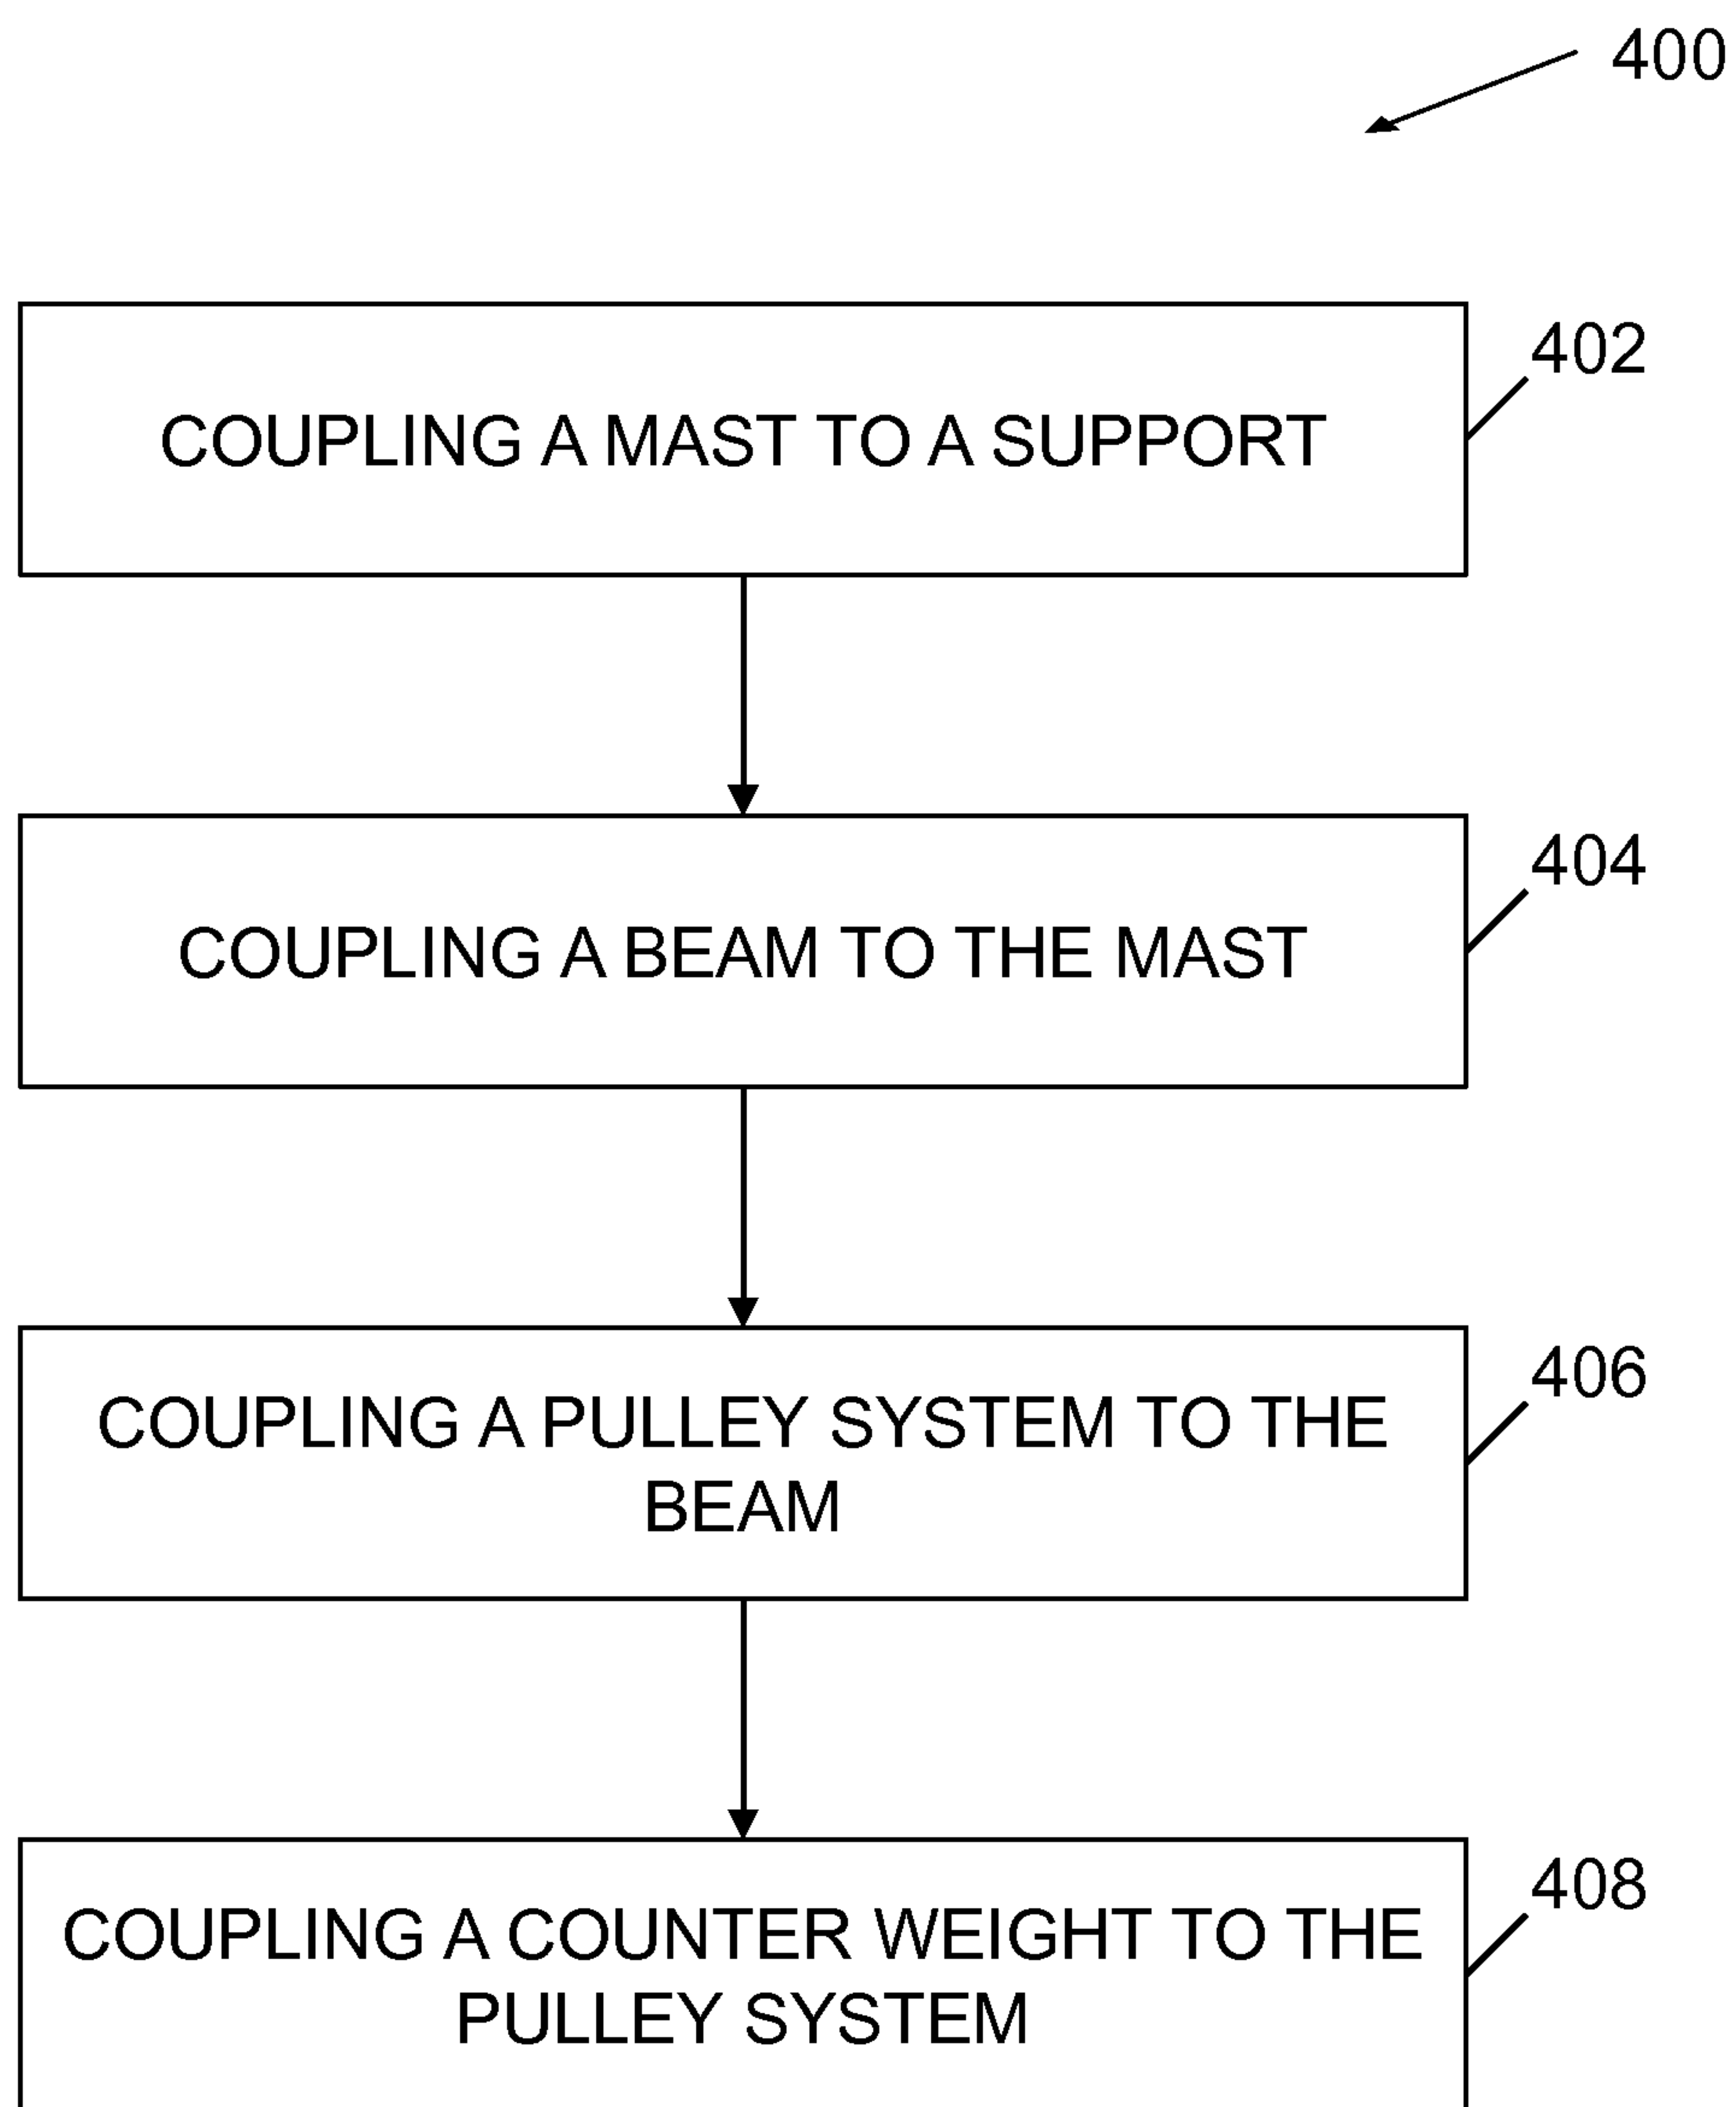 400
402
COUPLING A MAST TO A SUPPORT
404
COUPLING A BEAM TO THE MAST
406
COUPLING A PULLEY SYSTEM TO THE
BEAM
408
COUPLING A COUNTER WEIGHT TO THE
PULLEY SYSTEM